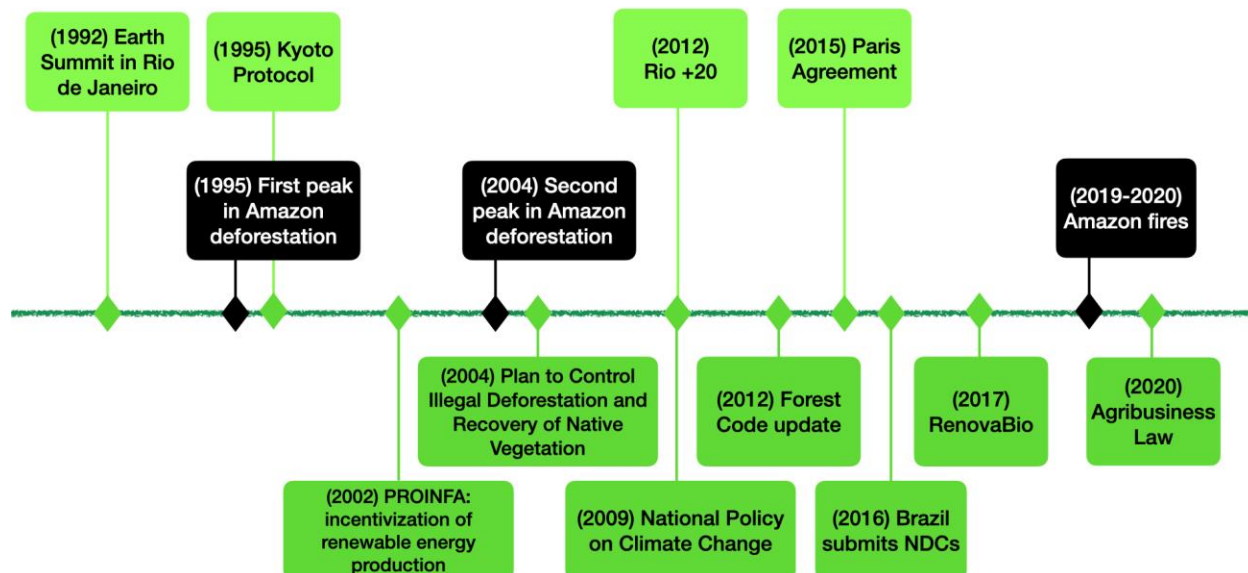 (1992) Earth
Summit in Rio
de Janeiro
(1995) Kyoto
Protocol
(2012)
Rio +20
(2015) Paris
Agreement
(1995) First peak
in Amazon
deforestation
(2004) Second
peak in Amazon
deforestation
(2019-2020)
Amazon fires
(2004) Plan to Control
Illegal Deforestation and
Recovery of Native
Vegetation
(2012) Forest
Code update
(2017)
RenovaBio
(2020)
Agribusiness
Law
(2002) PROINFA:
incentivization of
renewable energy
production
(2009) National Policy
on Climate Change
(2016) Brazil
submits NDCs